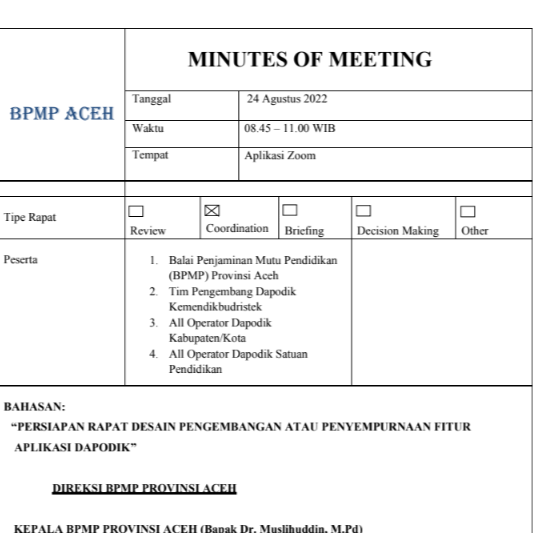 MINUTES OF MEETING
BPMP ACEH
Tanggal
24 Agustus 2022
Waktu
08.45 – 11.00 WIB
Tempat
Aplikasi Zoom
Tipe Rapat
Review
Coordination
Briefing
Decision Making
Other
Peserta
1. Balai Penjaminan Mutu Pendidikan
(BPMP) Provinsi Aceh
2. Tim Pengembang Dapodik
Kemendikbudristek
3. All Operator Dapodik
Kabupaten/Kota
4. All Operator Dapodik Satuan
Pendidikan
BAHASAN:
“PERSIAPAN RAPAT DESAIN PENGEMBANGAN ATAU PENYEMPURNAAN FITUR
APLIKASI DAPODIK”
DIREKSI BPMP PROVINSI ACEH
KEPALA BPMP PROVINSI ACEH (Bapak Dr. Muslihuddin, M.Pd)